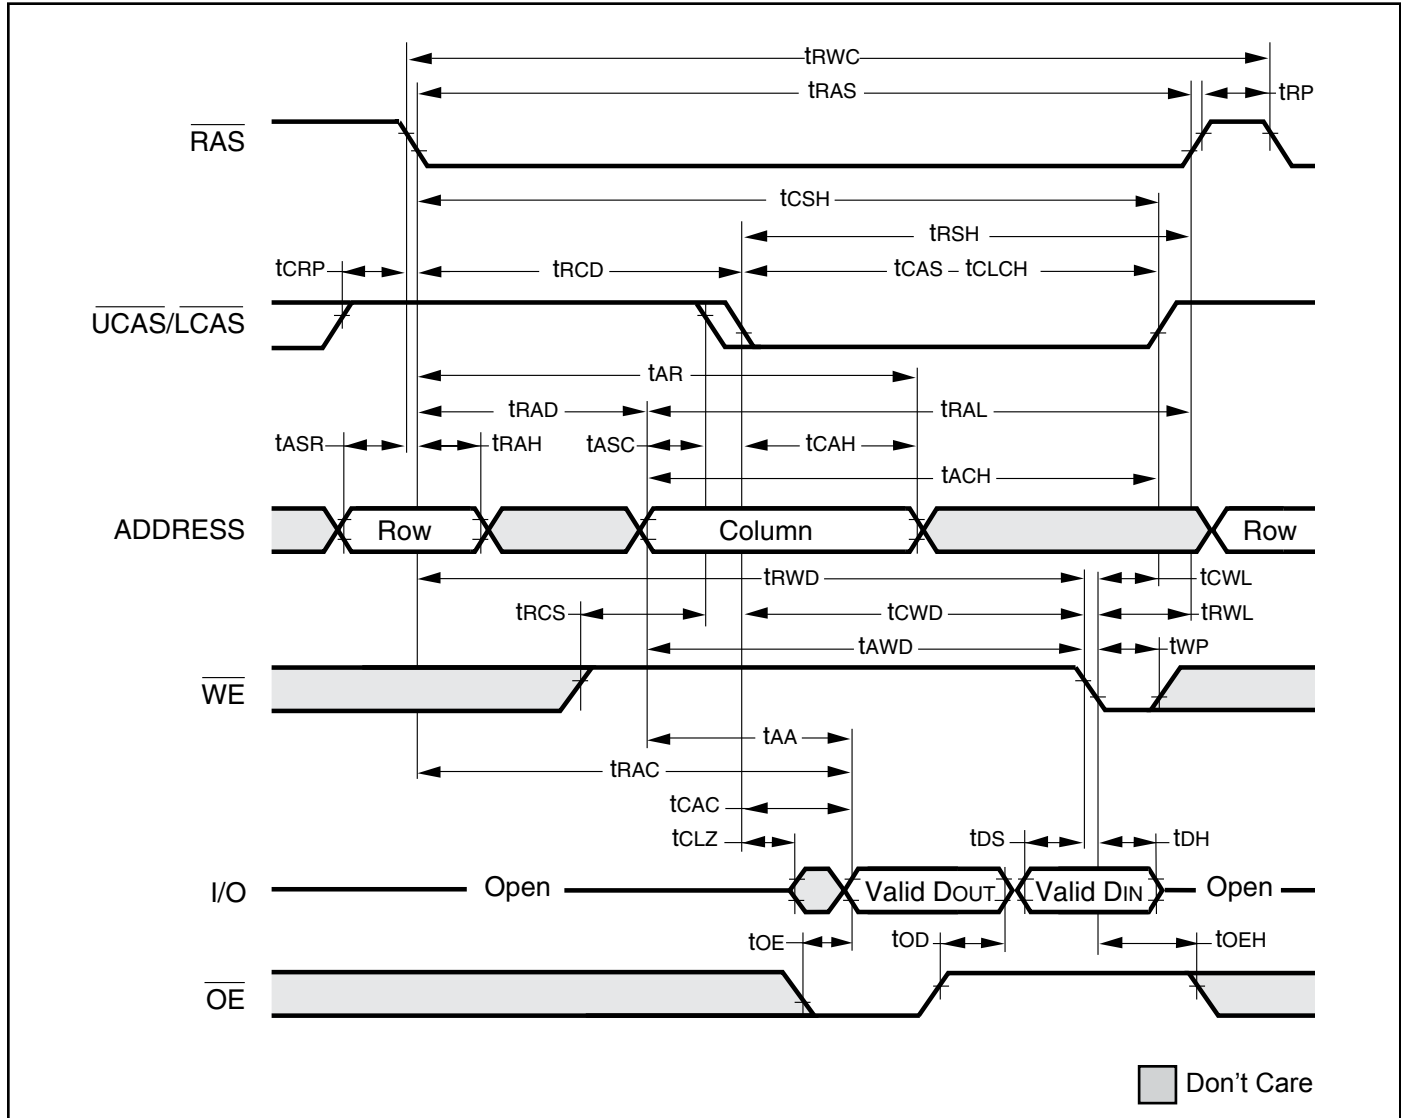 tRWC
tRAS
tRP
RAS
tCSH
tRSH
tCRP
tRCD
tCAS – tCLCH
UCAS/LCAS
tAR
tRAD
tRAL
tASR
tRAH
tASC
tCAH
tACH
ADDRESS
Row
Column
Row
tRWD
tCWL
tRCS
tCWD
tRWL
tAWD
tWP
WE
tAA
tRAC
tCAC
tCLZ
tDS
tDH
I/O
Open
Valid DOUT
Valid DIN
Open
tOE
tOD
tOEH
OE
Don't Care